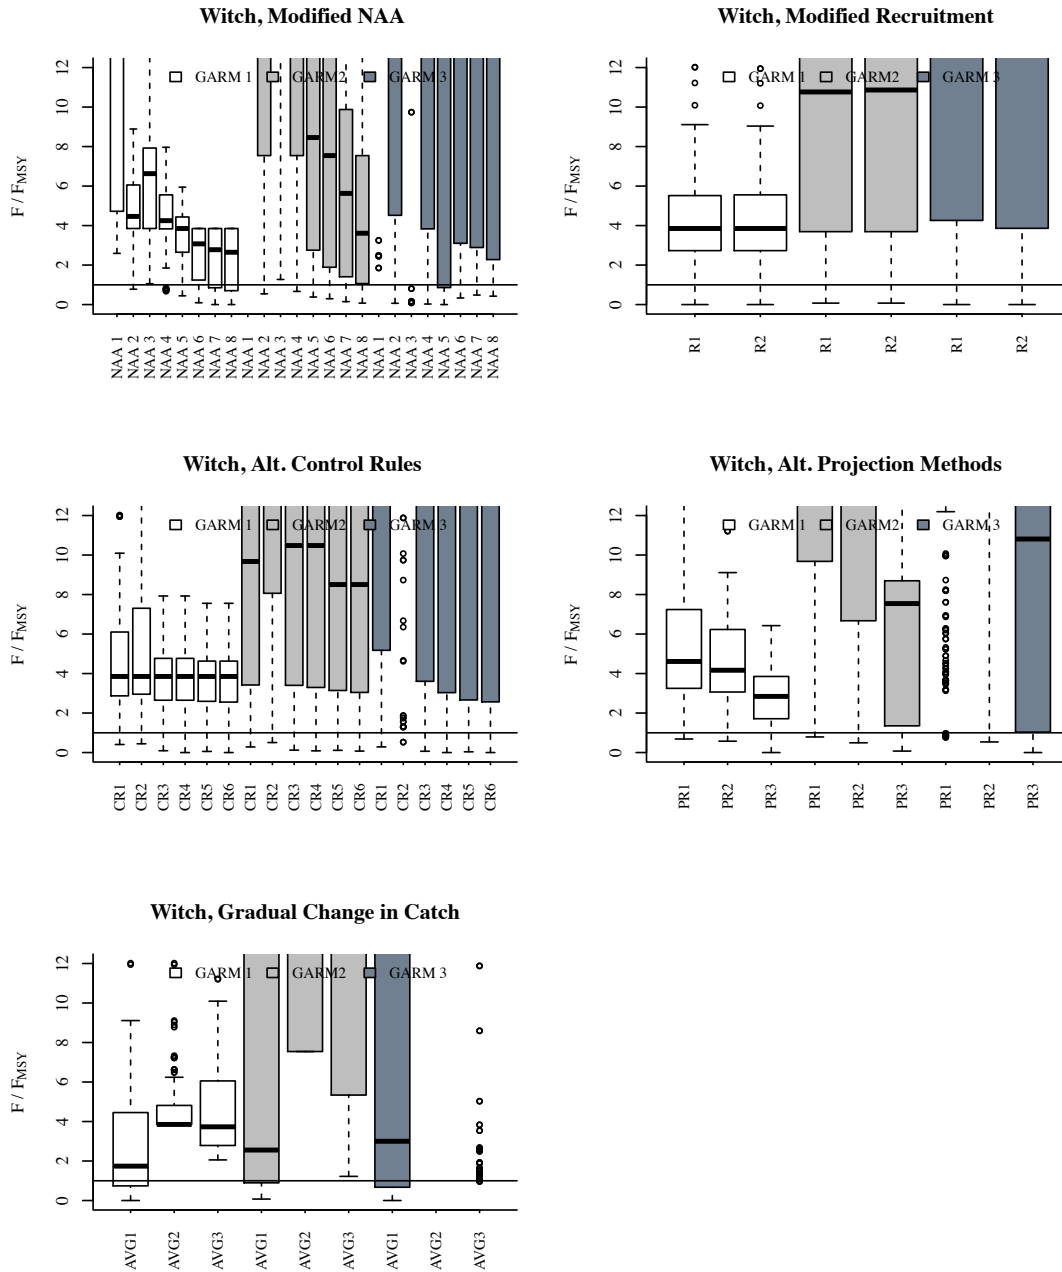 Witch, Modified NAA
F / FMSY
0 2 4 6 8 10 12
GARM 1 GARM2 GARM 3
NAA 1 NAA 2 NAA 3 NAA 4 NAA 5 NAA 6 NAA 7 NAA 8 NAA 1 NAA 2 NAA 3 NAA 4 NAA 5 NAA 6 NAA 7 NAA 8 NAA 1 NAA 2 NAA 3 NAA 4 NAA 5 NAA 6 NAA 7 NAA 8
Witch, Modified Recruitment
F / FMSY
0 2 4 6 8 10 12
GARM 1 GARM2 GARM 3
R1 R2 R1 R2 R1 R2
Witch, Alt. Control Rules
F / FMSY
0 2 4 6 8 10 12
GARM 1 GARM2 GARM 3
CR1 CR2 CR3 CR4 CR5 CR6 CR1 CR2 CR3 CR4 CR5 CR6 CR1 CR2 CR3 CR4 CR5 CR6
Witch, Alt. Projection Methods
F / FMSY
0 2 4 6 8 10 12
GARM 1 GARM2 GARM 3
PR1 PR2 PR3 PR1 PR2 PR3 PR1 PR2 PR3
Witch, Gradual Change in Catch
F / FMSY
0 2 4 6 8 10 12
GARM 1 GARM2 GARM 3
AVG1 AVG2 AVG3 AVG1 AVG2 AVG3 AVG1 AVG2 AVG3